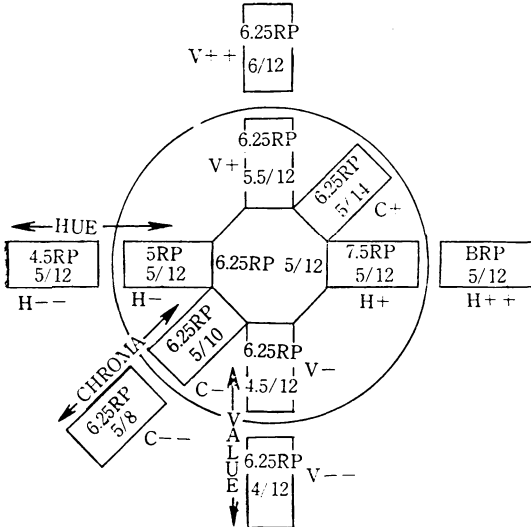 6.25RP
V++
6/12
6.25RP
V+
5.5/12
6.25RP
5/14
C+
HUE
4.5RP
5/12
H--
5RP
5/12
H-
6.25RP 5/12
7.5RP
5/12
H+
BRP
5/12
H++
6.25RP
5/10
C-
CHROMA
6.25RP
4.5/12
V-
6.25RP
5/8
C--
VALUE
6.25RP
4/12
V--